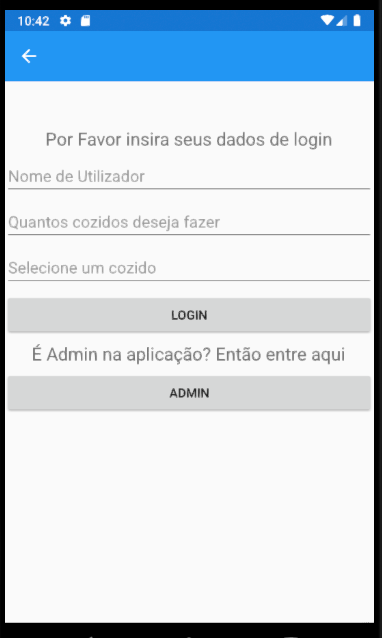 10:42
Por Favor insira seus dados de login
Nome de Utilizador
Quantos cozidos deseja fazer
Selecione um cozido
LOGIN
É Admin na aplicação? Então entre aqui
ADMIN